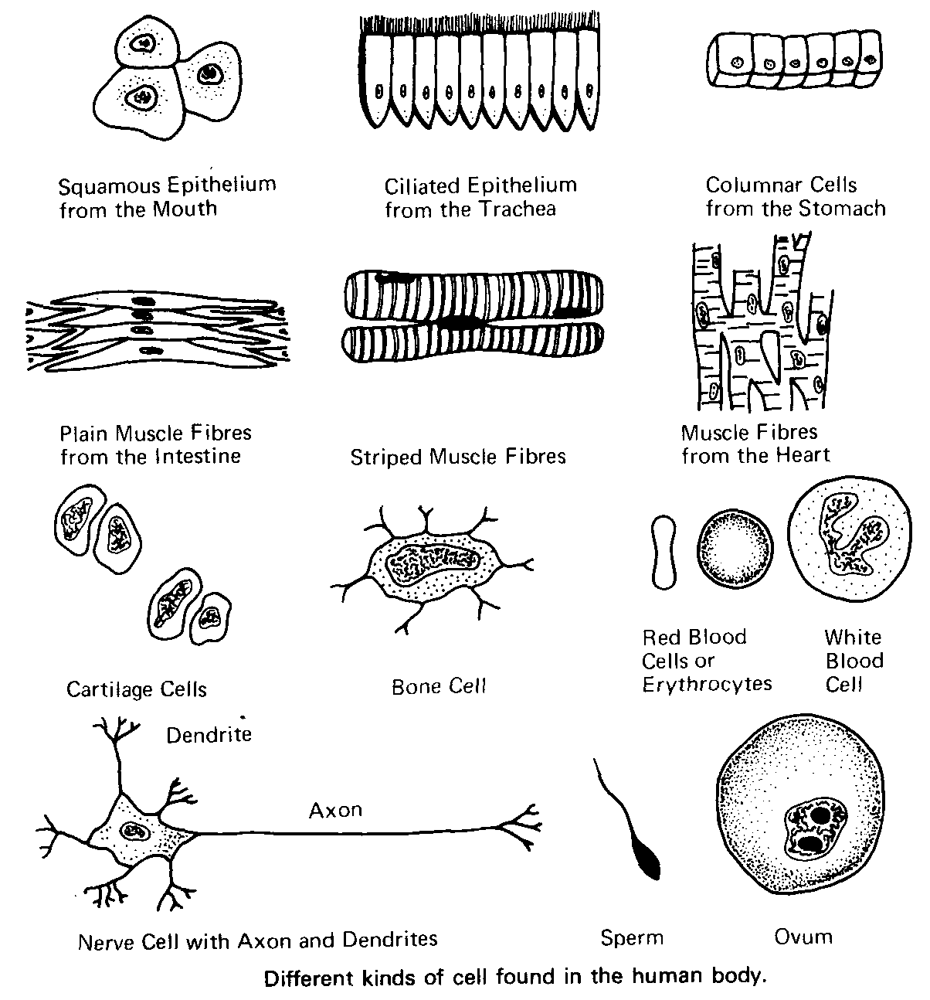 Squamous Epithelium
from the Mouth
Ciliated Epithelium
from the Trachea
Columnar Cells
from the Stomach
Plain Muscle Fibres
from the Intestine
Striped Muscle Fibres
Muscle Fibres
from the Heart
Cartilage Cells
Bone Cell
Red Blood
Cells or
Erythrocytes
White
Blood
Cell
Dendrite
Axon
Nerve Cell with Axon and Dendrites
Sperm
Ovum
Different kinds of cell found in the human body.